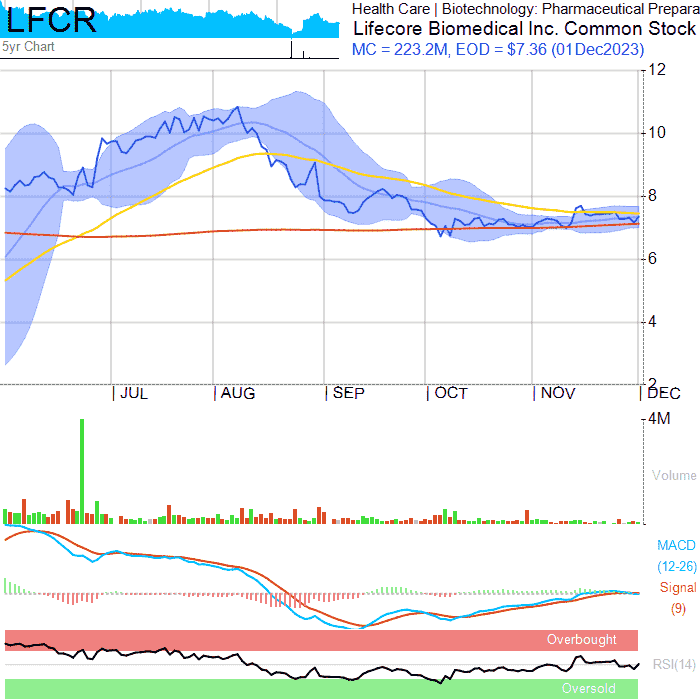 LFCR
Health Care | Biotechnology: Pharmaceutical Prepara
Lifecore Biomedical Inc. Common Stock
5yr Chart
MC = 223.2M, EOD = $7.36 (01Dec2023)
12
10
8
6
4
2
| JUL | AUG | SEP | OCT | NOV | DEC
4M
Volume
MACD
(12-26)
Signal
(9)
Overbought
RSI(14)
Oversold